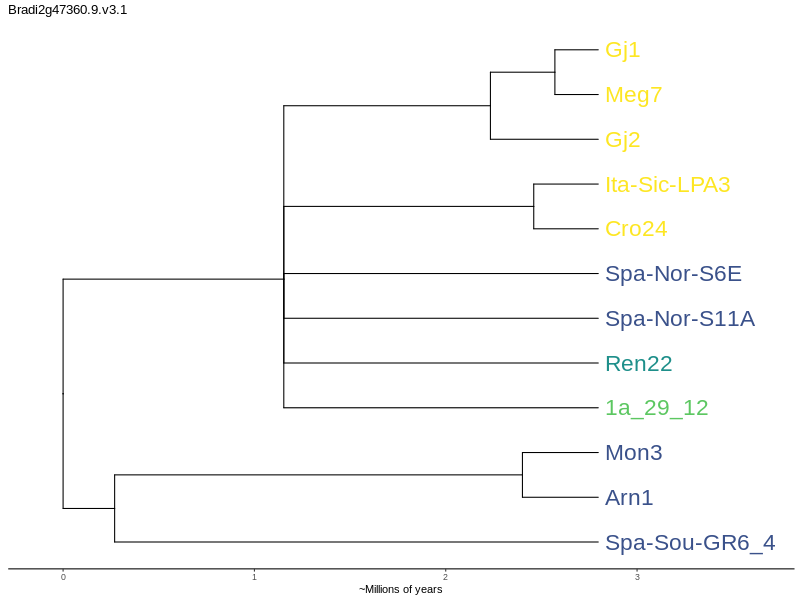 Bradi2g47360.9.v3.1
Gj1
Meg7
Gj2
Ita-Sic-LPA3
Cro24
Spa-Nor-S6E
Spa-Nor-S11A
Ren22
1a_29_12
Mon3
Arn1
Spa-Sou-GR6_4
0 1 2 3
~Millions of years